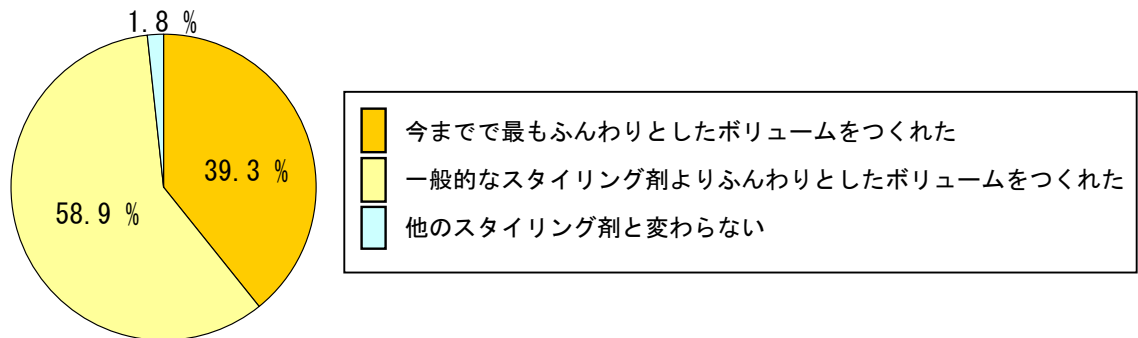 1.8 %
39.3 %
58.9 %
今までで最もふんわりとしたボリュームをつくれた
一般的なスタイリング剤よりふんわりとしたボリュームをつくれた
他のスタイリング剤と変わらない